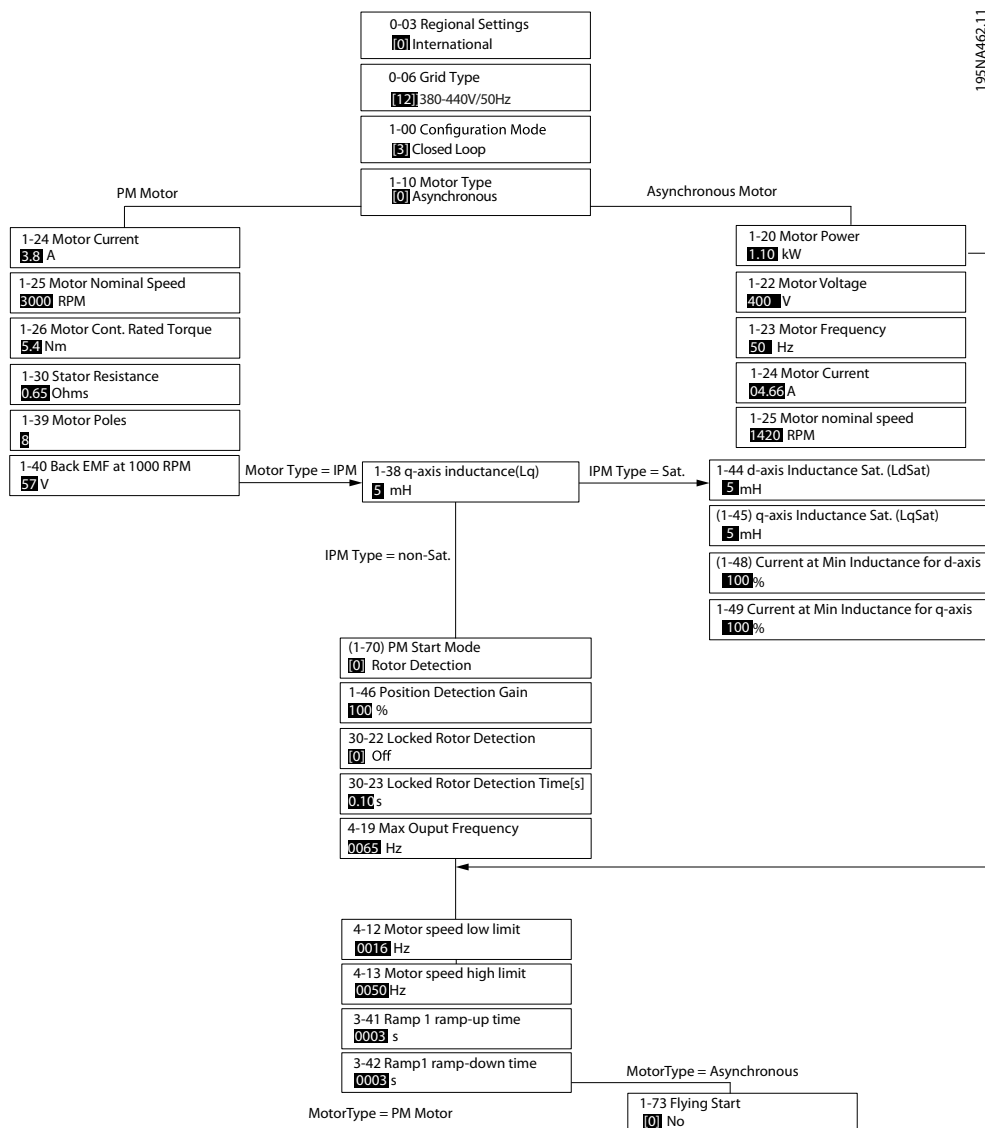 195NA462.11
0-03 Regional Settings
[0] International
0-06 Grid Type
[12] 380-440V/50Hz
1-00 Configuration Mode
[3] Closed Loop
1-10 Motor Type
[0] Asynchronous
PM Motor
Asynchronous Motor
1-24 Motor Current
3.8 A
1-25 Motor Nominal Speed
3000 RPM
1-26 Motor Cont. Rated Torque
5.4 Nm
1-30 Stator Resistance
0.65 Ohms
1-39 Motor Poles
8
1-40 Back EMF at 1000 RPM
57 V
1-20 Motor Power
1.10 kW
1-22 Motor Voltage
400 V
1-23 Motor Frequency
50 Hz
1-24 Motor Current
04.66 A
1-25 Motor nominal speed
1420 RPM
Motor Type = IPM
1-38 q-axis inductance(Lq)
5 mH
IPM Type = Sat.
1-44 d-axis Inductance Sat. (LdSat)
5 mH
(1-45) q-axis Inductance Sat. (LqSat)
5 mH
(1-48) Current at Min Inductance for d-axis
100 %
1-49 Current at Min Inductance for q-axis
100 %
IPM Type = non-Sat.
(1-70) PM Start Mode
[0] Rotor Detection
1-46 Position Detection Gain
100 %
30-22 Locked Rotor Detection
[0] Off
30-23 Locked Rotor Detection Time[s]
0.10 s
4-19 Max Ouput Frequency
0065 Hz
4-12 Motor speed low limit
0016 Hz
4-13 Motor speed high limit
0050 Hz
3-41 Ramp 1 ramp-up time
0003 s
3-42 Ramp1 ramp-down time
0003 s
MotorType = Asynchronous
MotorType = PM Motor
1-73 Flying Start
[0] No